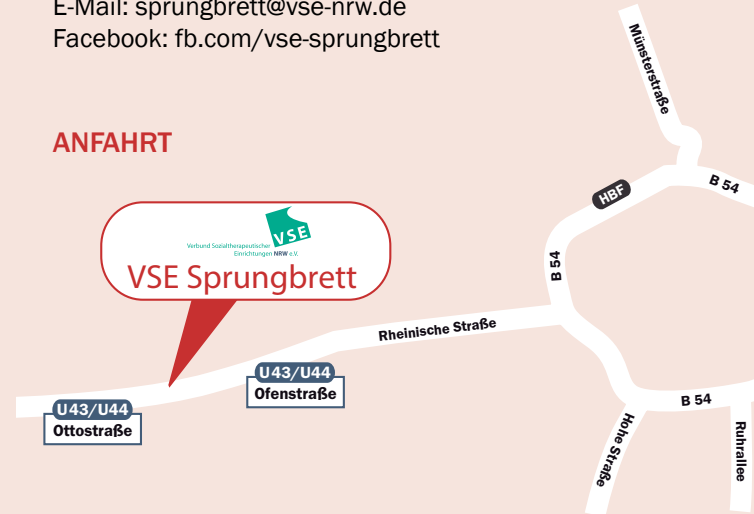 E-Mail: sprungbrett@vse-nrw.de
Facebook: fb.com/vse-sprungbrett
ANFAHRT
Münsterstraße
B 54
HBF
VSE
Verbund Sozialtherapeutischer
Einrichtungen NRW e.V.
VSE Sprungbrett
B 54
Rheinische Straße
U43/U44
Ofenstraße
U43/U44
Ottostraße
B 54
Hohe Straße
Ruhrallee